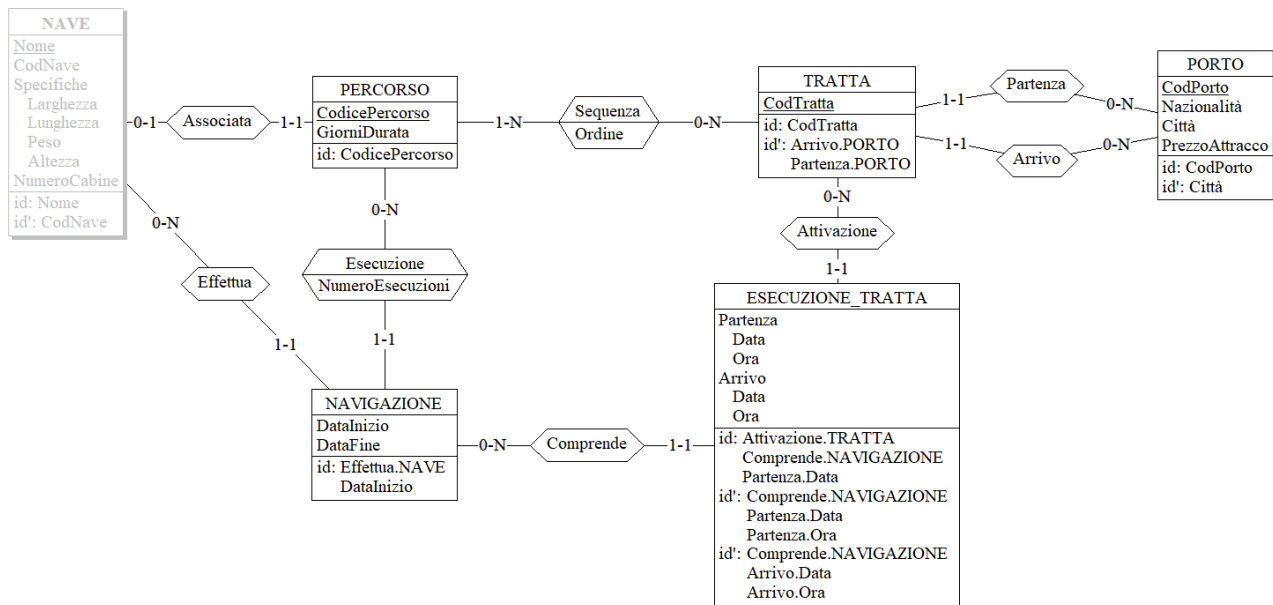 NAVE
Nome
CodNave
Specifiche
Larghezza
Lunghezza
Peso
Altezza
NumeroCabine
id: Nome
id': CodNave
0-1
Associata
1-1
PERCORSO
CodicePercorso
GiorniDurata
id: CodicePercorso
1-N
Sequenza
Ordine
0-N
TRATTA
CodTratta
id: CodTratta
id': Arrivo.PORTO
Partenza.PORTO
1-1
Partenza
0-N
1-1
Arrivo
0-N
PORTO
CodPorto
Nazionalità
Città
PrezzoAttracco
id: CodPorto
id': Città
0-N
Effettua
1-1
0-N
Esecuzione
NumeroEsecuzioni
1-1
0-N
Attivazione
1-1
NAVIGAZIONE
DataInizio
DataFine
id: Effettua.NAVE
DataInizio
0-N
Comprende
1-1
ESECUZIONE_TRATTA
Partenza
Data
Ora
Arrivo
Data
Ora
id: Attivazione.TRATTA
Comprende.NAVIGAZIONE
Partenza.Data
id': Comprende.NAVIGAZIONE
Partenza.Data
Partenza.Ora
id': Comprende.NAVIGAZIONE
Arrivo.Data
Arrivo.Ora